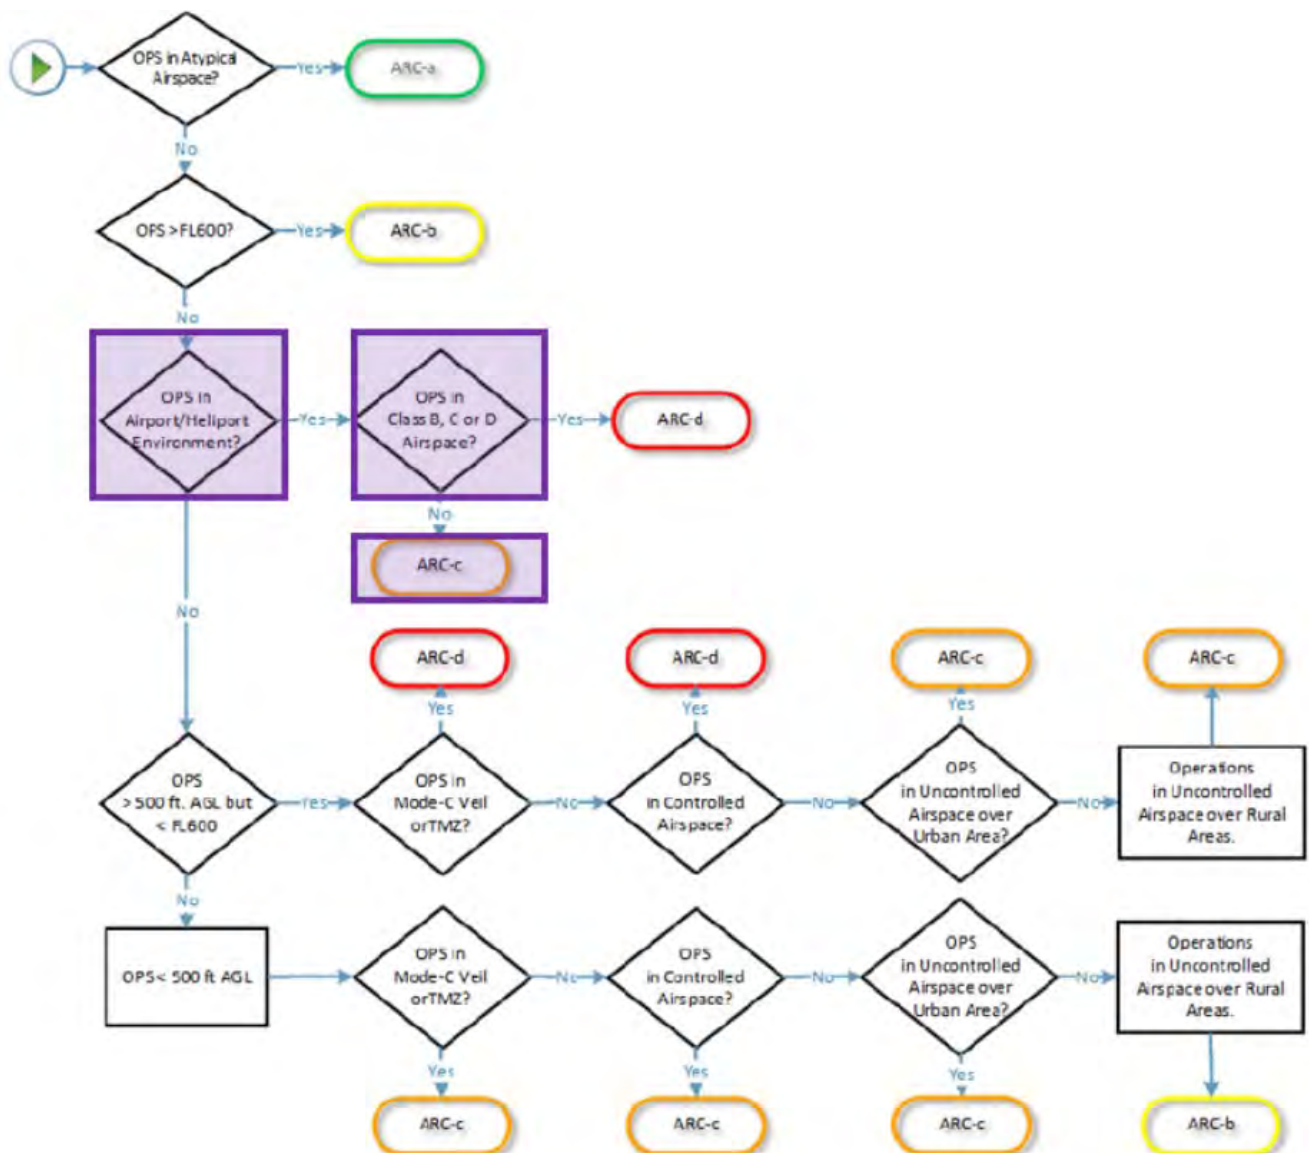 OPS in Atypical
Airspace?
Yes
ARC-a
No
OPS >FL600?
Yes
ARC-b
No
OPS in
Airport/Heliport
Environment?
Yes
OPS in
Class B, C or D
Airspace?
Yes
ARC-d
No
ARC-c
No
ARC-d
ARC-d
ARC-c
ARC-c
Yes
Yes
Yes
OPS
> 500 ft. AGL but
< FL600
Yes
OPS in
Mode-C Veil
orTMZ?
No
OPS
in Controlled
Airspace?
No
OPS
in Uncontrolled
Airspace over
Urban Area?
No
Operations
in Uncontrolled
Airspace over Rural
Areas.
No
OPS< 500 ft AGL
OPS in
Mode-C Veil
orTMZ?
No
OPS
in Controlled
Airspace?
No
OPS
in Uncontrolled
Airspace over
Urban Area?
No
Operations
in Uncontrolled
Airspace over Rural
Areas.
Yes
Yes
Yes
ARC-c
ARC-c
ARC-c
ARC-b